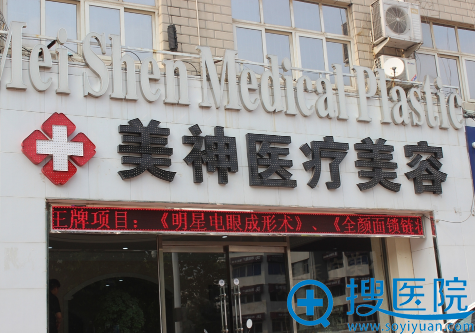 Mei Shen Medical Plastic
美神医疗美容
王牌项目：《明星电眼成形术》、《全颜面锁链
搜医院
www.soyiyuan.com